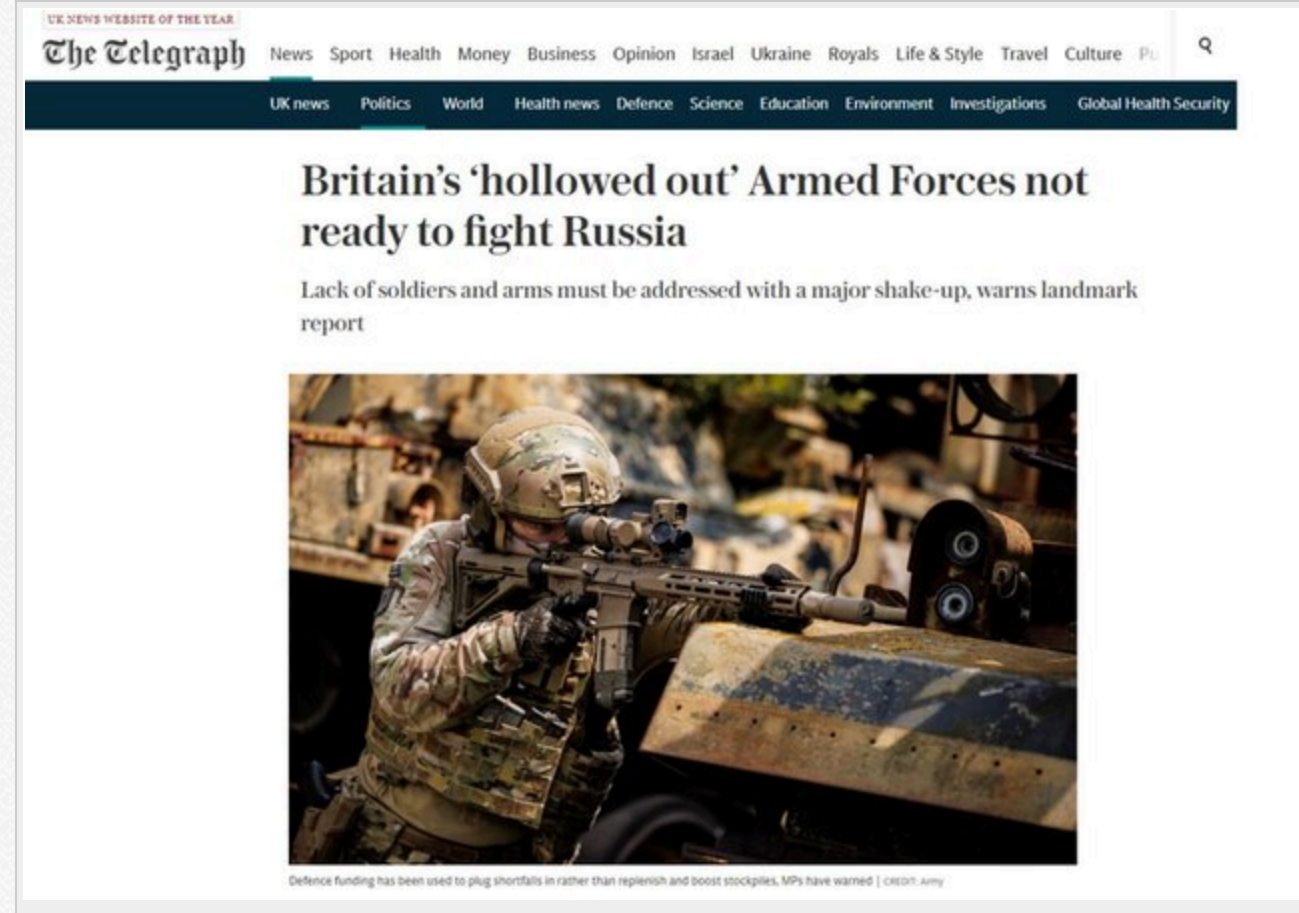 UK NEWS WEBSITE OF THE YEAR
The Telegraph
News Sport Health Money Business Opinion Israel Ukraine Royals Life & Style Travel Culture Pu
UK news Politics World Health news Defence Science Education Environment Investigations Global Health Security
Britain's 'hollowed out' Armed Forces not
ready to fight Russia
Lack of soldiers and arms must be addressed with a major shake-up, warns landmark
report
Defence funding has been used to plug shortfalls in rather than replenish and boost stockpiles, MPs have warned | CREDIT: Army